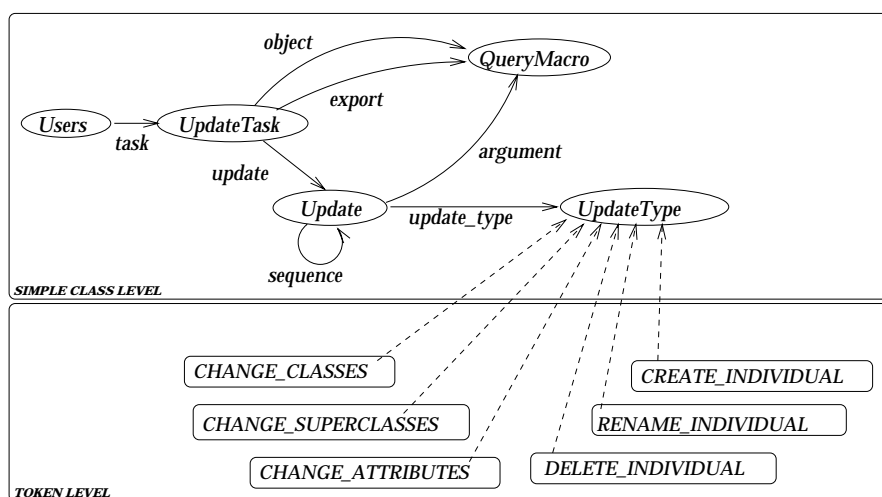 object
QueryMacro
export
Users
UpdateTask
task
argument
update
Update
update_type
UpdateType
sequence
SIMPLE CLASS LEVEL
CHANGE_CLASSES
CREATE_INDIVIDUAL
CHANGE_SUPERCLASSES
RENAME_INDIVIDUAL
CHANGE_ATTRIBUTES
DELETE_INDIVIDUAL
TOKEN LEVEL